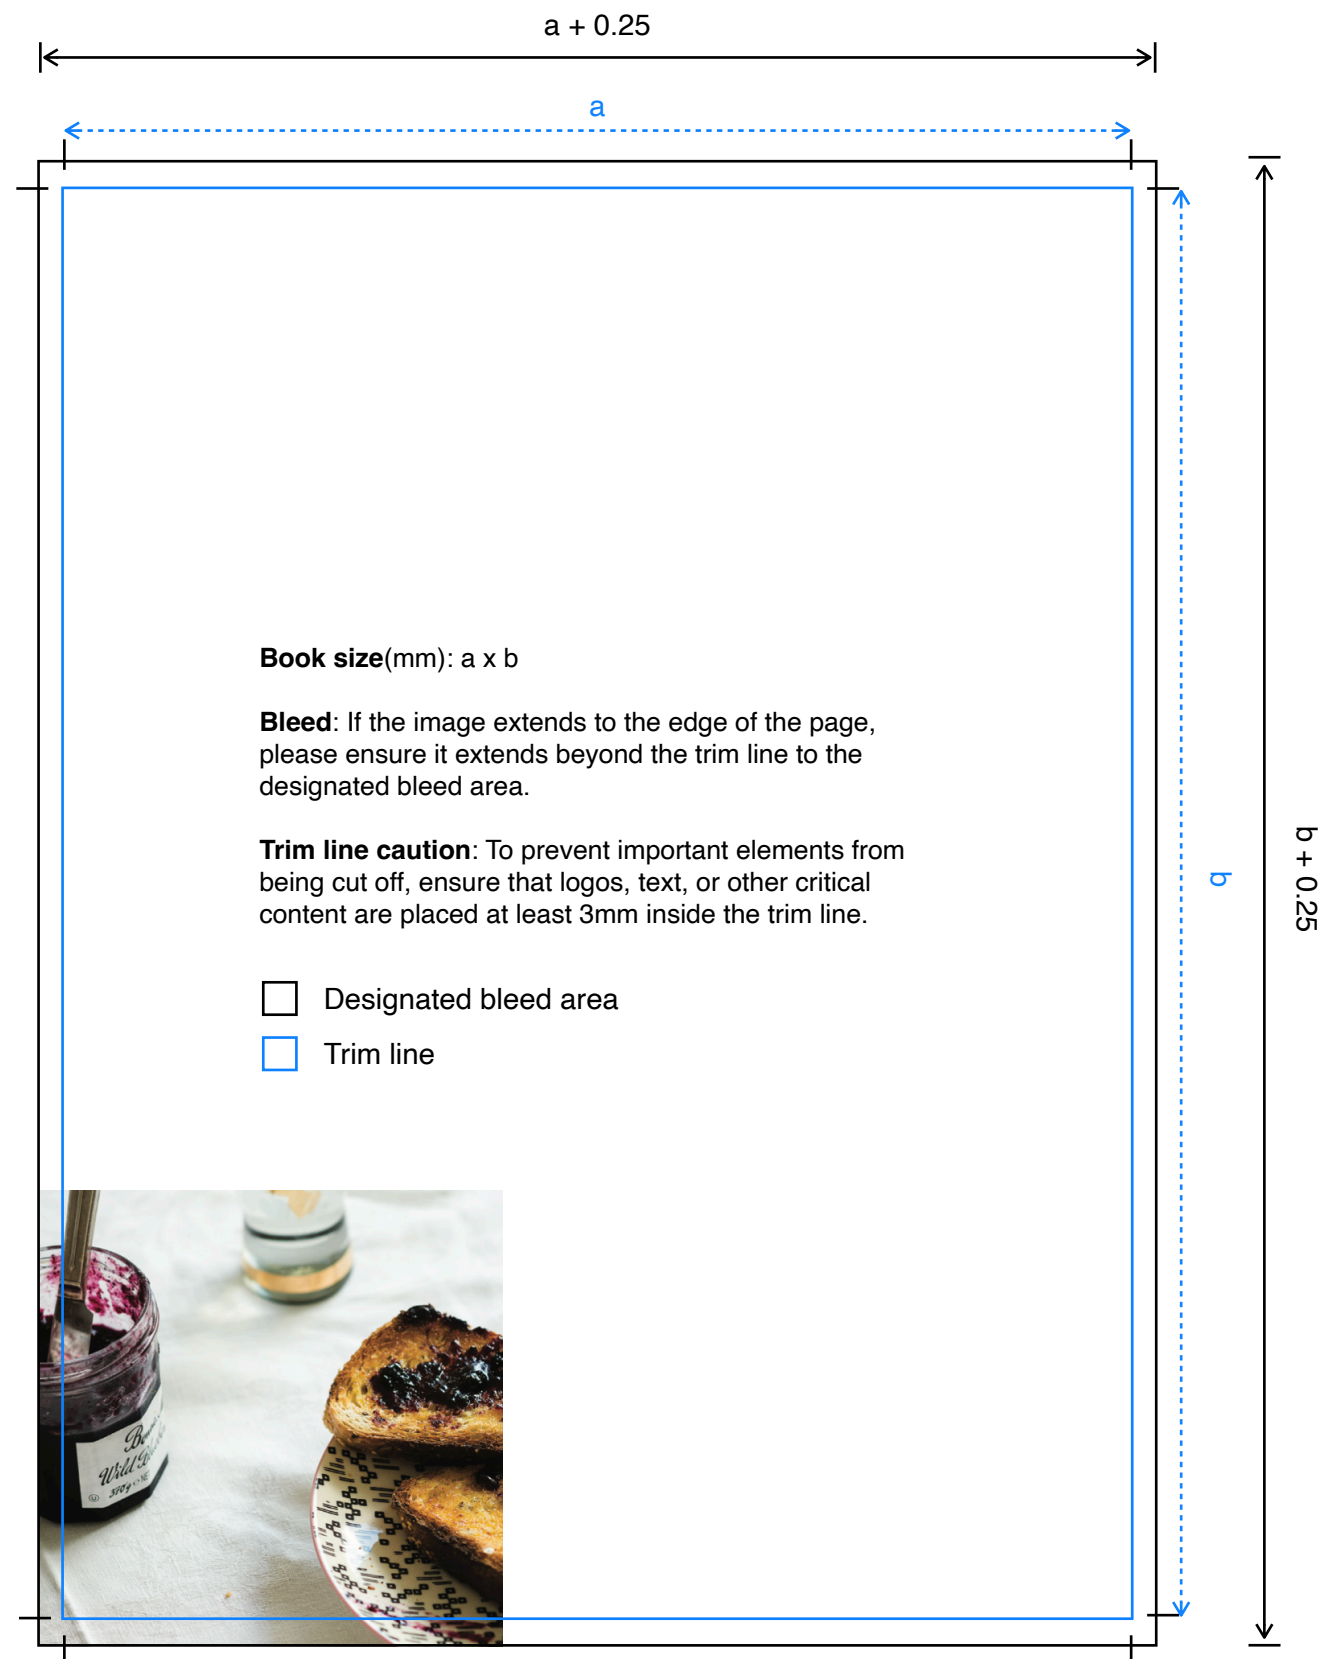 a + 0.25
a
Book size(mm): a x b
Bleed: If the image extends to the edge of the page,
please ensure it extends beyond the trim line to the
designated bleed area.
Trim line caution: To prevent important elements from
being cut off, ensure that logos, text, or other critical
content are placed at least 3mm inside the trim line.
Designated bleed area
Trim line
b
b + 0.25
Wild
370g